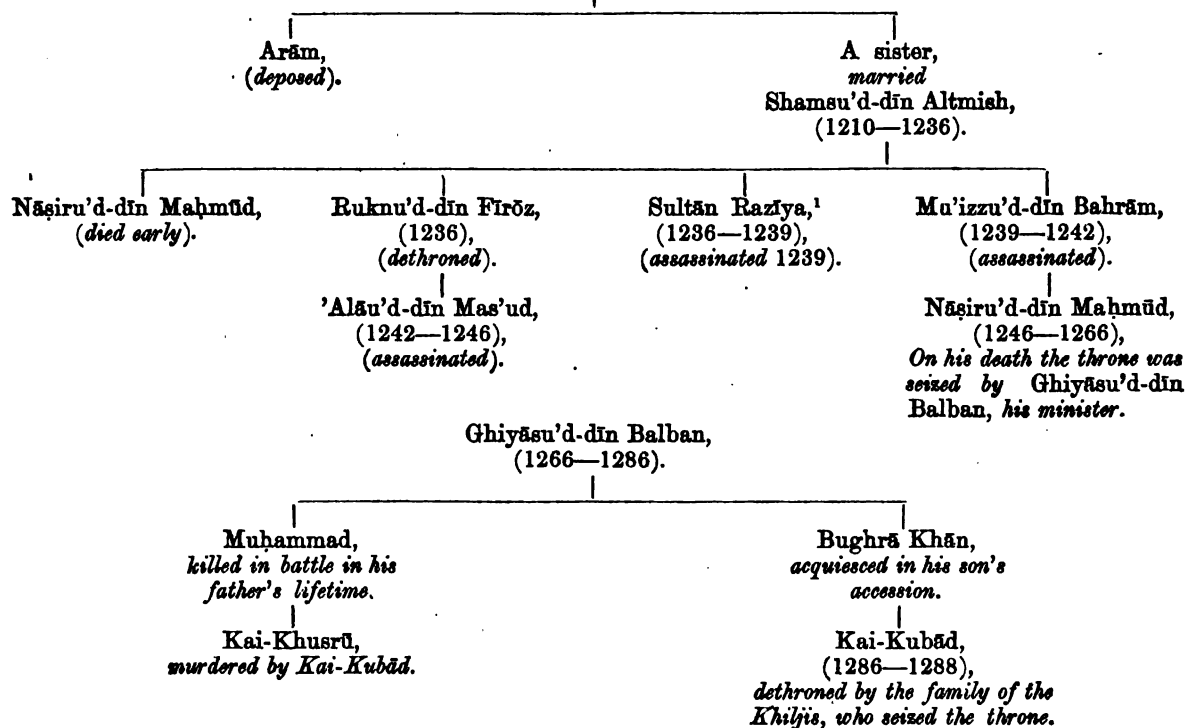 Arām,
(deposed).
A sister,
married
Shamsu'd-dīn Altmish,
(1210—1236).
Nāṣiru'd-dīn Maḥmūd,
(died early).
Ruknu'd-dīn Fīrōz,
(1236),
(dethroned).
Sultān Razīya,¹
(1236—1239),
(assassinated 1239).
Mu'izzu'd-dīn Bahrām,
(1239—1242),
(assassinated).
'Alāu'd-dīn Mas'ud,
(1242—1246),
(assassinated).
Nāṣiru'd-dīn Maḥmūd,
(1246—1266),
On his death the throne was
seized by Ghiyāsu'd-dīn
Balban, his minister.
Ghiyāsu'd-dīn Balban,
(1266—1286).
Muḥammad,
killed in battle in his
father's lifetime.
Bughrā Khān,
acquiesced in his son's
accession.
Kai-Khusrū,
murdered by Kai-Kubād.
Kai-Kubād,
(1286—1288),
dethroned by the family of the
Khiljis, who seized the throne.